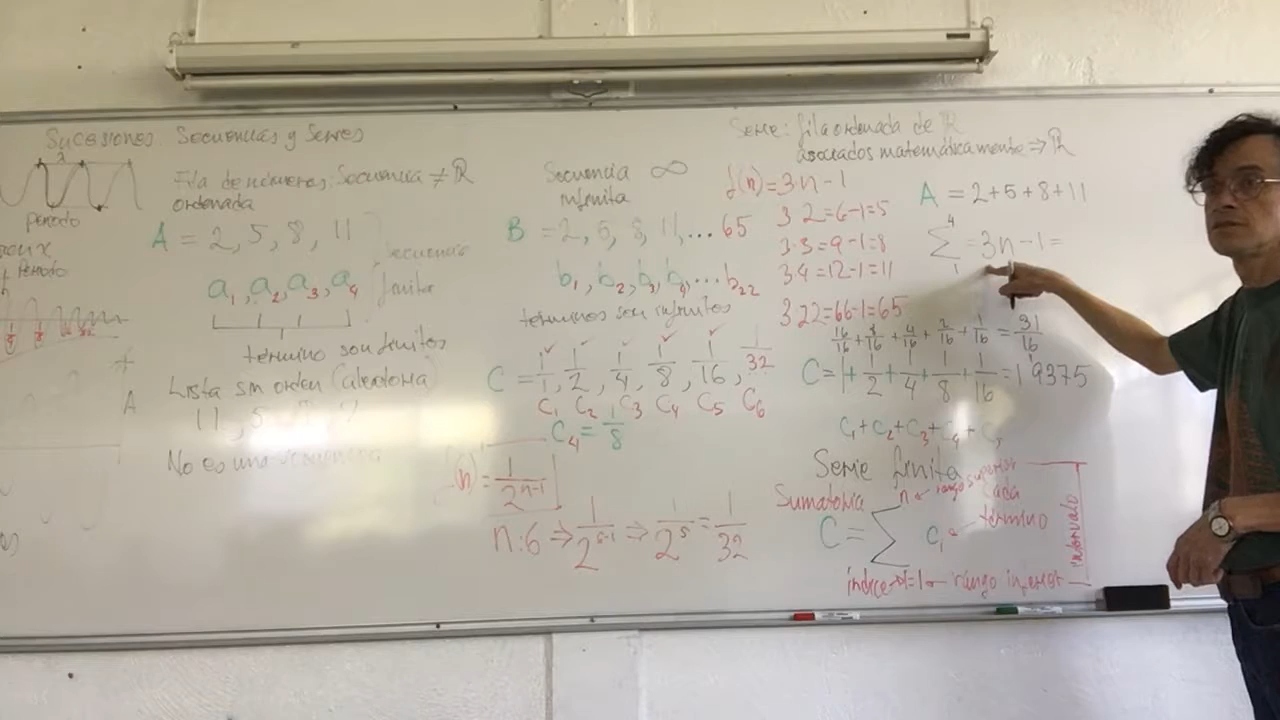 Sucesiones: Secuencias y Series
λ
Periodo
Periodo
Fila de números: Secuencia ≠ ℝ
ordenada
A = 2, 5, 8, 11
secuencia
finita
a₁, a₂, a₃, a₄
término son finitos
Lista sin orden (aleatoria)
11, 5
No es una secuencia
Secuencia ∞
infinita
B = 2, 5, 8, 11, ... 65
b₁, b₂, b₃, b₄, ... b₂₂
términos son infinitos
C = 1/1, 1/2, 1/4, 1/8, 1/16, 1/32
C₁ C₂ C₃ C₄ C₅ C₆
C₄ = 1/8
(n) = 1/2ⁿ⁻¹
n:6 ⇒ 1/2⁶⁻¹ ⇒ 1/2⁵ = 1/32
Serie: fila ordenada de ℝ
asociados matemáticamente ⇒ ℝ
f(n) = 3·n - 1
3·2=6-1=5
3·3=9-1=8
3·4=12-1=11
3·22=66-1=65
A = 2+5+8+11
4
∑ = 3n - 1 =
1
16/16 + 8/16 + 4/16 + 2/16 + 1/16 = 31/16
C = 1 + 1/2 + 1/4 + 1/8 + 1/16 = 1'9375
C₁ + C₂ + C₃ + C₄ + C₅
Serie finita
Sumatoria
n ← rango superior
C = ∑ Cᵢ ← cada término
índice → i=1 ← rango inferior
intervalo